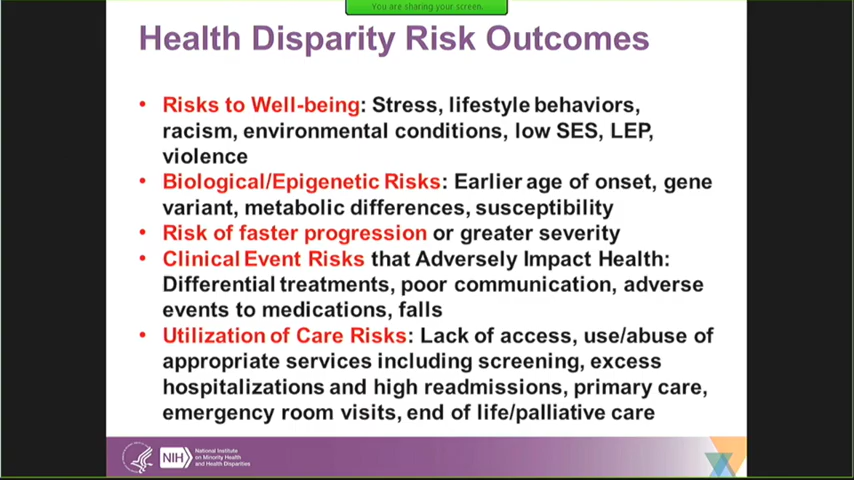 You are sharing your screen.
Health Disparity Risk Outcomes
• Risks to Well-being: Stress, lifestyle behaviors,
racism, environmental conditions, low SES, LEP,
violence
• Biological/Epigenetic Risks: Earlier age of onset, gene
variant, metabolic differences, susceptibility
• Risk of faster progression or greater severity
• Clinical Event Risks that Adversely Impact Health:
Differential treatments, poor communication, adverse
events to medications, falls
• Utilization of Care Risks: Lack of access, use/abuse of
appropriate services including screening, excess
hospitalizations and high readmissions, primary care,
emergency room visits, end of life/palliative care
NIH
National Institute
on Minority Health
and Health Disparities